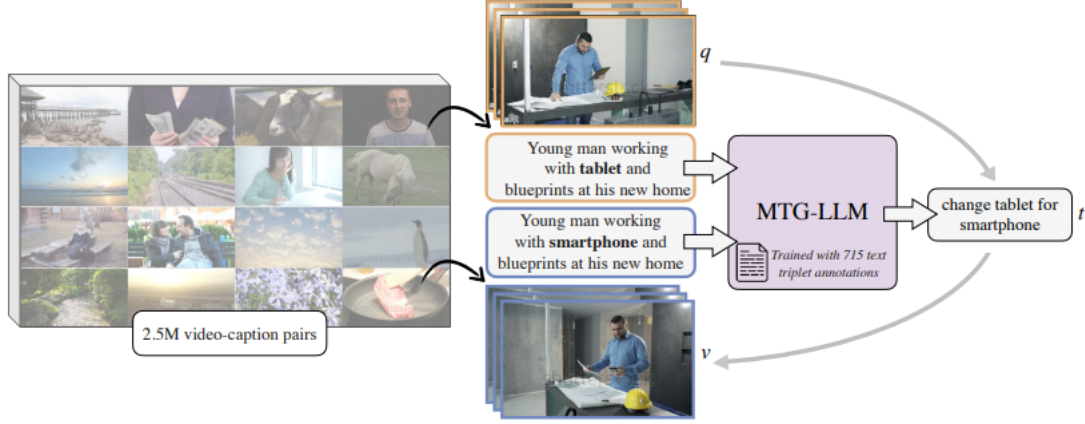 q
Young man working
with tablet and
blueprints at his new home
Young man working
with smartphone and
blueprints at his new home
MTG-LLM
Trained with 715 text
triplet annotations
change tablet for
smartphone
t
2.5M video-caption pairs
v